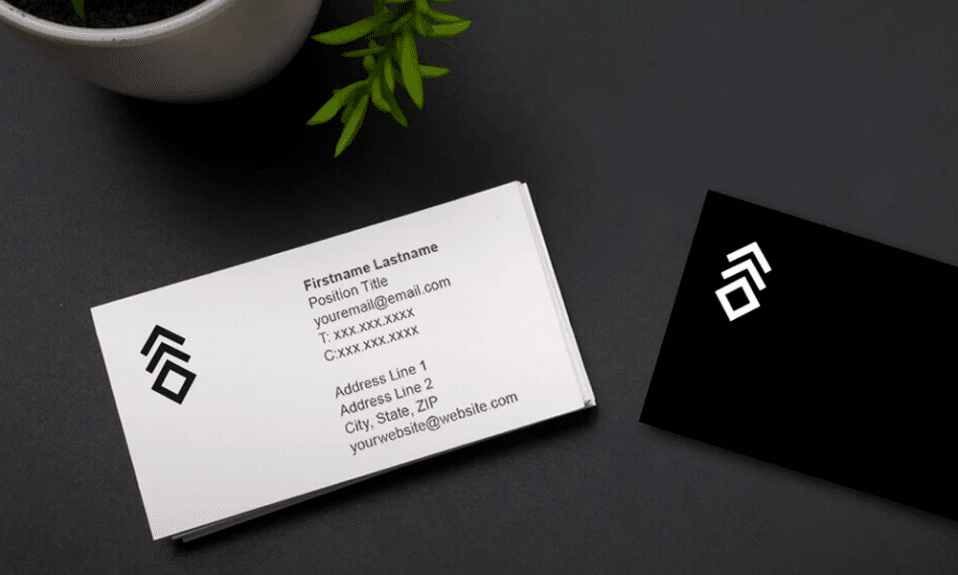 Firstname Lastname
Position Title
youremail@email.com
T: xxx.xxx.xxxx
C:xxx.xxx.xxxx
Address Line 1
Address Line 2
City, State, ZIP
yourwebsite@website.com